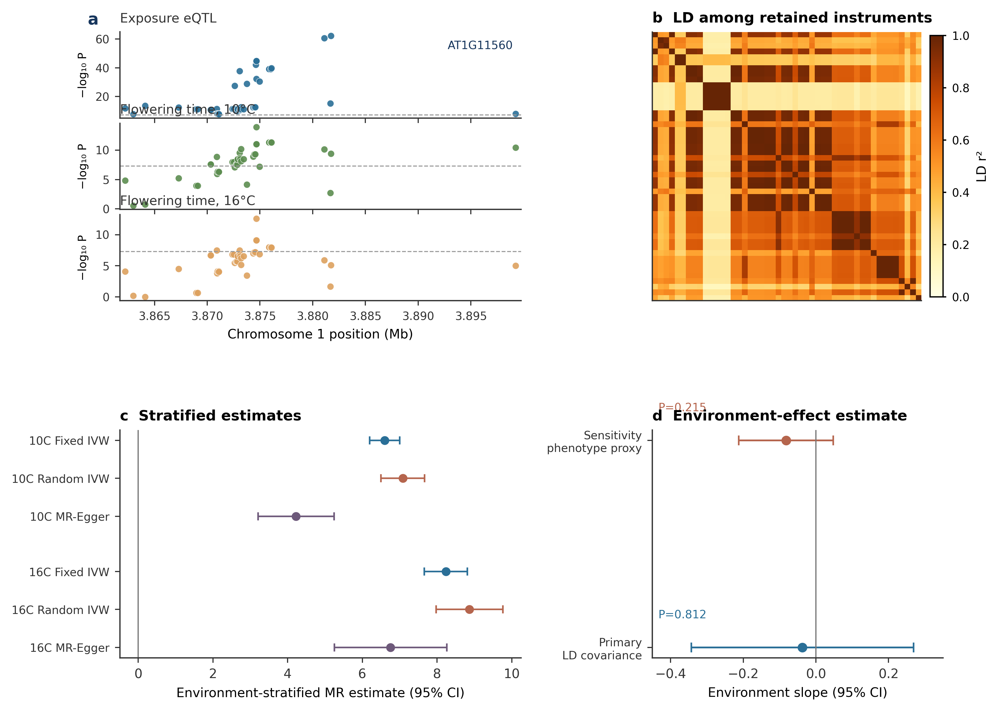 a
Exposure eQTL
AT1G11560
−log₁₀ P
60
40
20
Flowering time, 10°C
−log₁₀ P
10
5
0
Flowering time, 16°C
−log₁₀ P
10
5
0
3.865 3.870 3.875 3.880 3.885 3.890 3.895
Chromosome 1 position (Mb)
b LD among retained instruments
1.0
0.8
0.6
0.4
0.2
0.0
LD r²
c Stratified estimates
10C Fixed IVW
10C Random IVW
10C MR-Egger
16C Fixed IVW
16C Random IVW
16C MR-Egger
0 2 4 6 8 10
Environment-stratified MR estimate (95% CI)
P=0.215
d Environment-effect estimate
Sensitivity
phenotype proxy
P=0.812
Primary
LD covariance
−0.4 −0.2 0.0 0.2
Environment slope (95% CI)